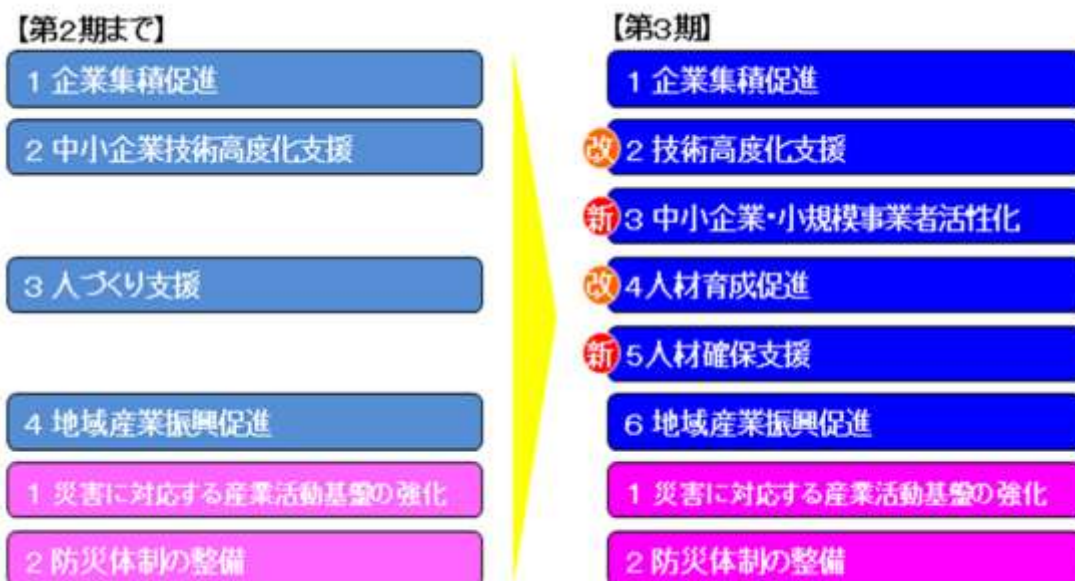 【第2期まで】
1 企業集積促進
2 中小企業技術高度化支援
3 人づくり支援
4 地域産業振興促進
1 災害に対応する産業活動基盤の強化
2 防災体制の整備
【第3期】
1 企業集積促進
改 2 技術高度化支援
新 3 中小企業・小規模事業者活性化
改 4人材育成促進
新 5人材確保支援
6 地域産業振興促進
1 災害に対応する産業活動基盤の強化
2 防災体制の整備